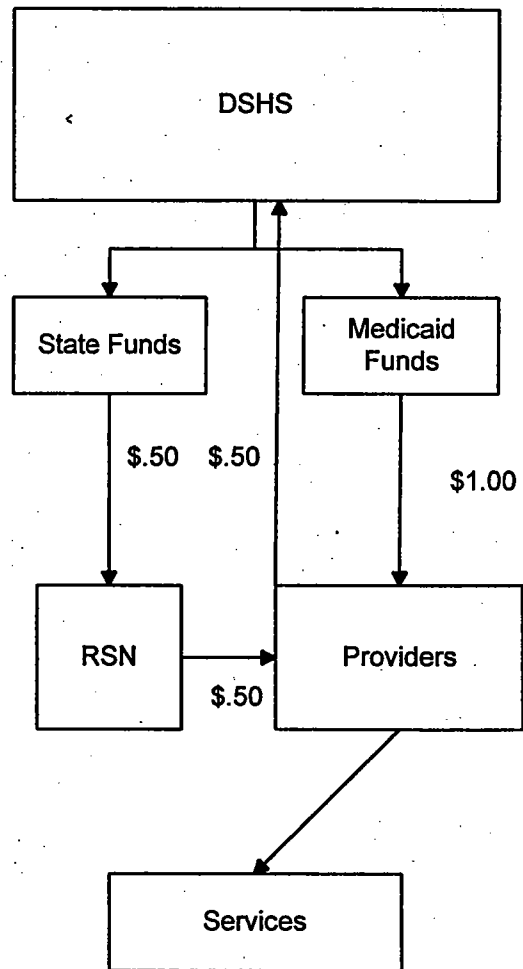 DSHS
State Funds
Medicaid
Funds
$.50
$.50
$1.00
RSN
Providers
$.50
Services